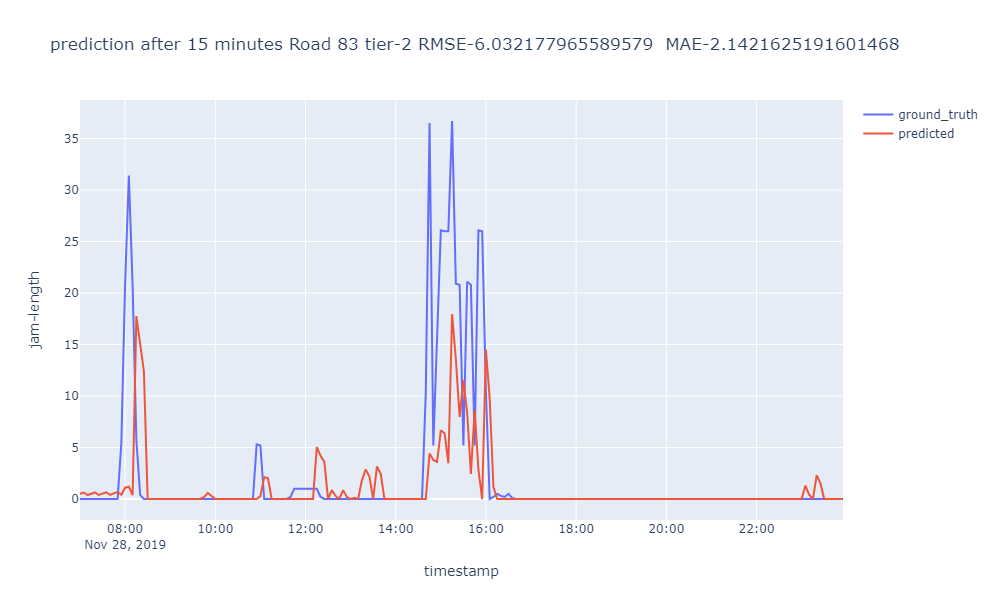 prediction after 15 minutes Road 83 tier-2 RMSE-6.032177965589579  MAE-2.1421625191601468
ground_truth
predicted
35
30
25
20
15
10
5
0
jam-length
08:00 10:00 12:00 14:00 16:00 18:00 20:00 22:00
Nov 28, 2019
timestamp